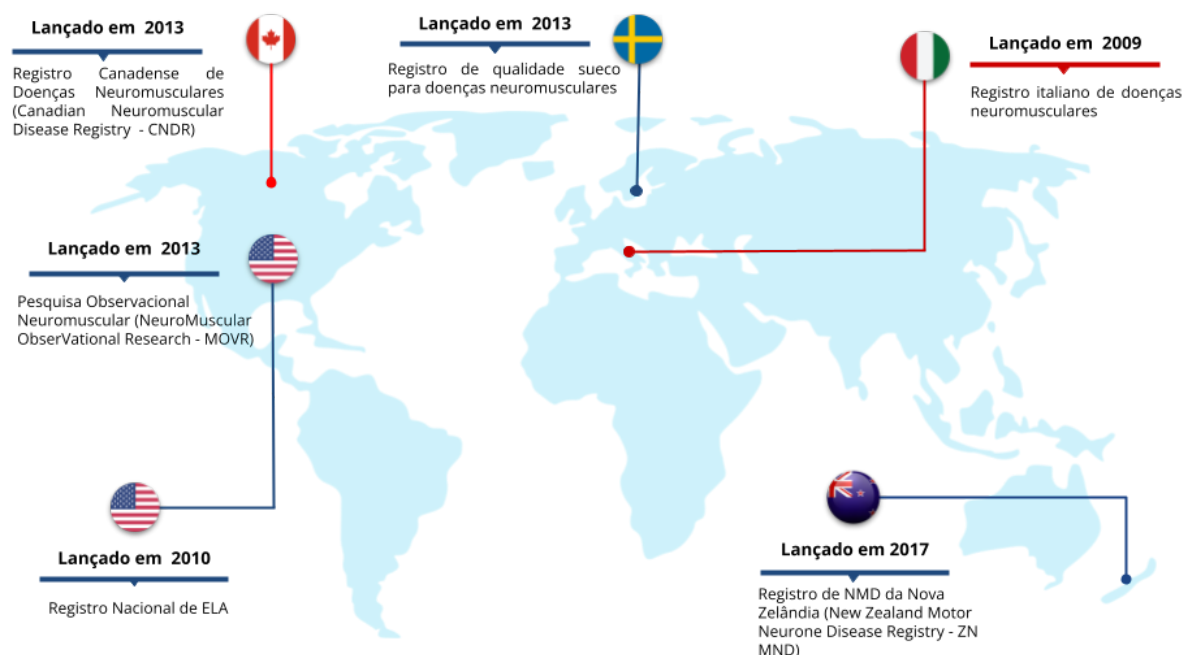 Lançado em 2013
Registro Canadense de
Doenças Neuromusculares
(Canadian Neuromuscular
Disease Registry - CNDR)
Lançado em 2013
Registro de qualidade sueco
para doenças neuromusculares
Lançado em 2009
Registro italiano de doenças
neuromusculares
Lançado em 2013
Pesquisa Observacional
Neuromuscular (NeuroMuscular
ObserVational Research - MOVR)
Lançado em 2010
Registro Nacional de ELA
Lançado em 2017
Registro de NMD da Nova
Zelândia (New Zealand Motor
Neurone Disease Registry - ZN
MND)